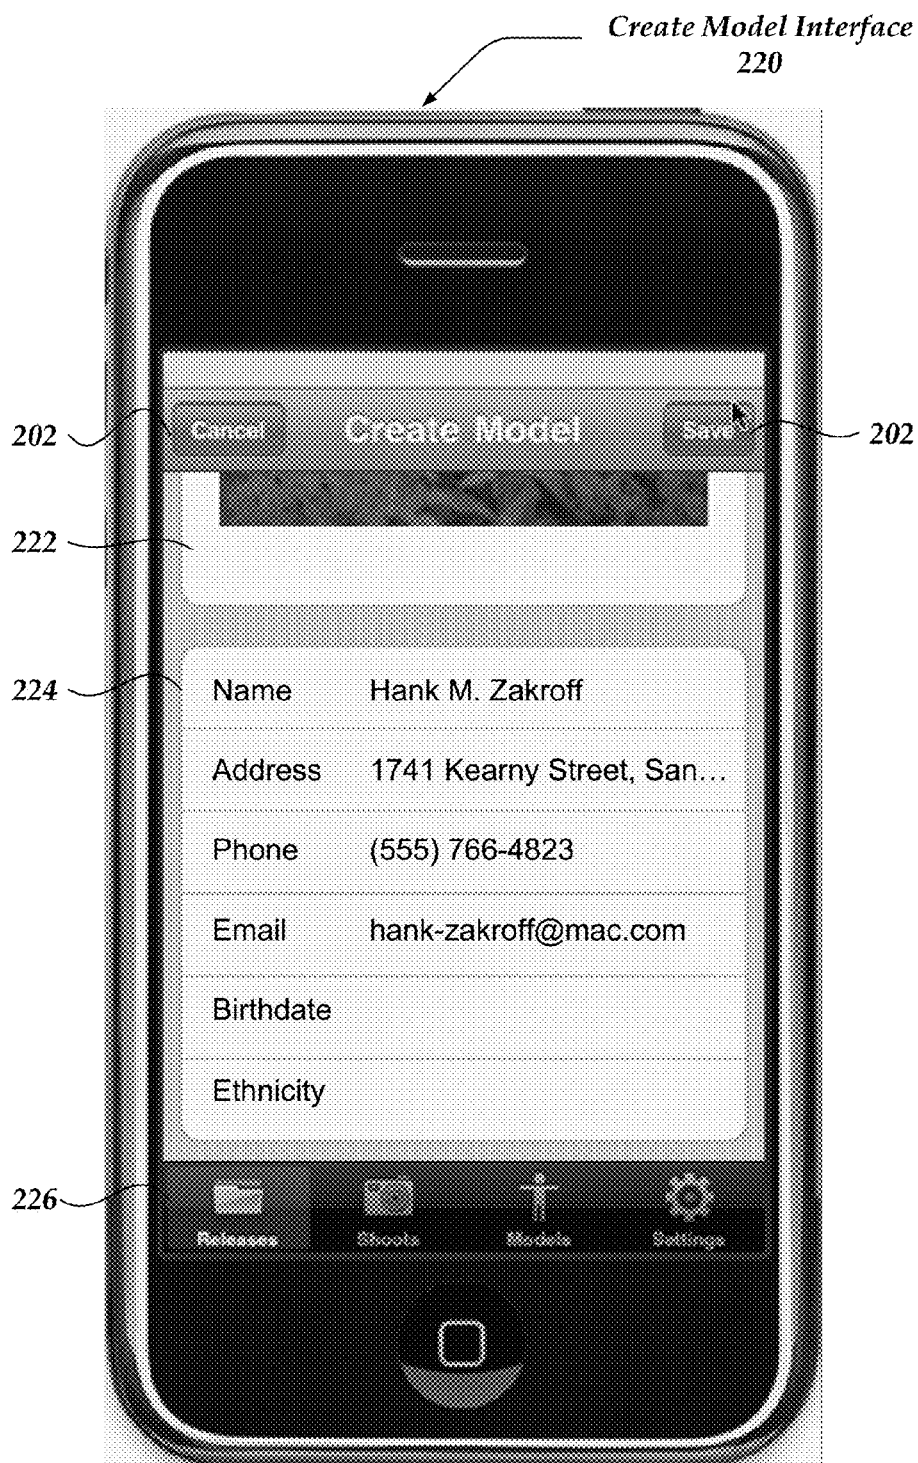 Create Model Interface
220
202 Cancel Create Model Save 202
222
224 Name Hank M. Zakroff
Address 1741 Kearny Street, San...
Phone (555) 766-4823
Email hank-zakroff@mac.com
Birthdate
Ethnicity
226
Releases Shoots Models Settings